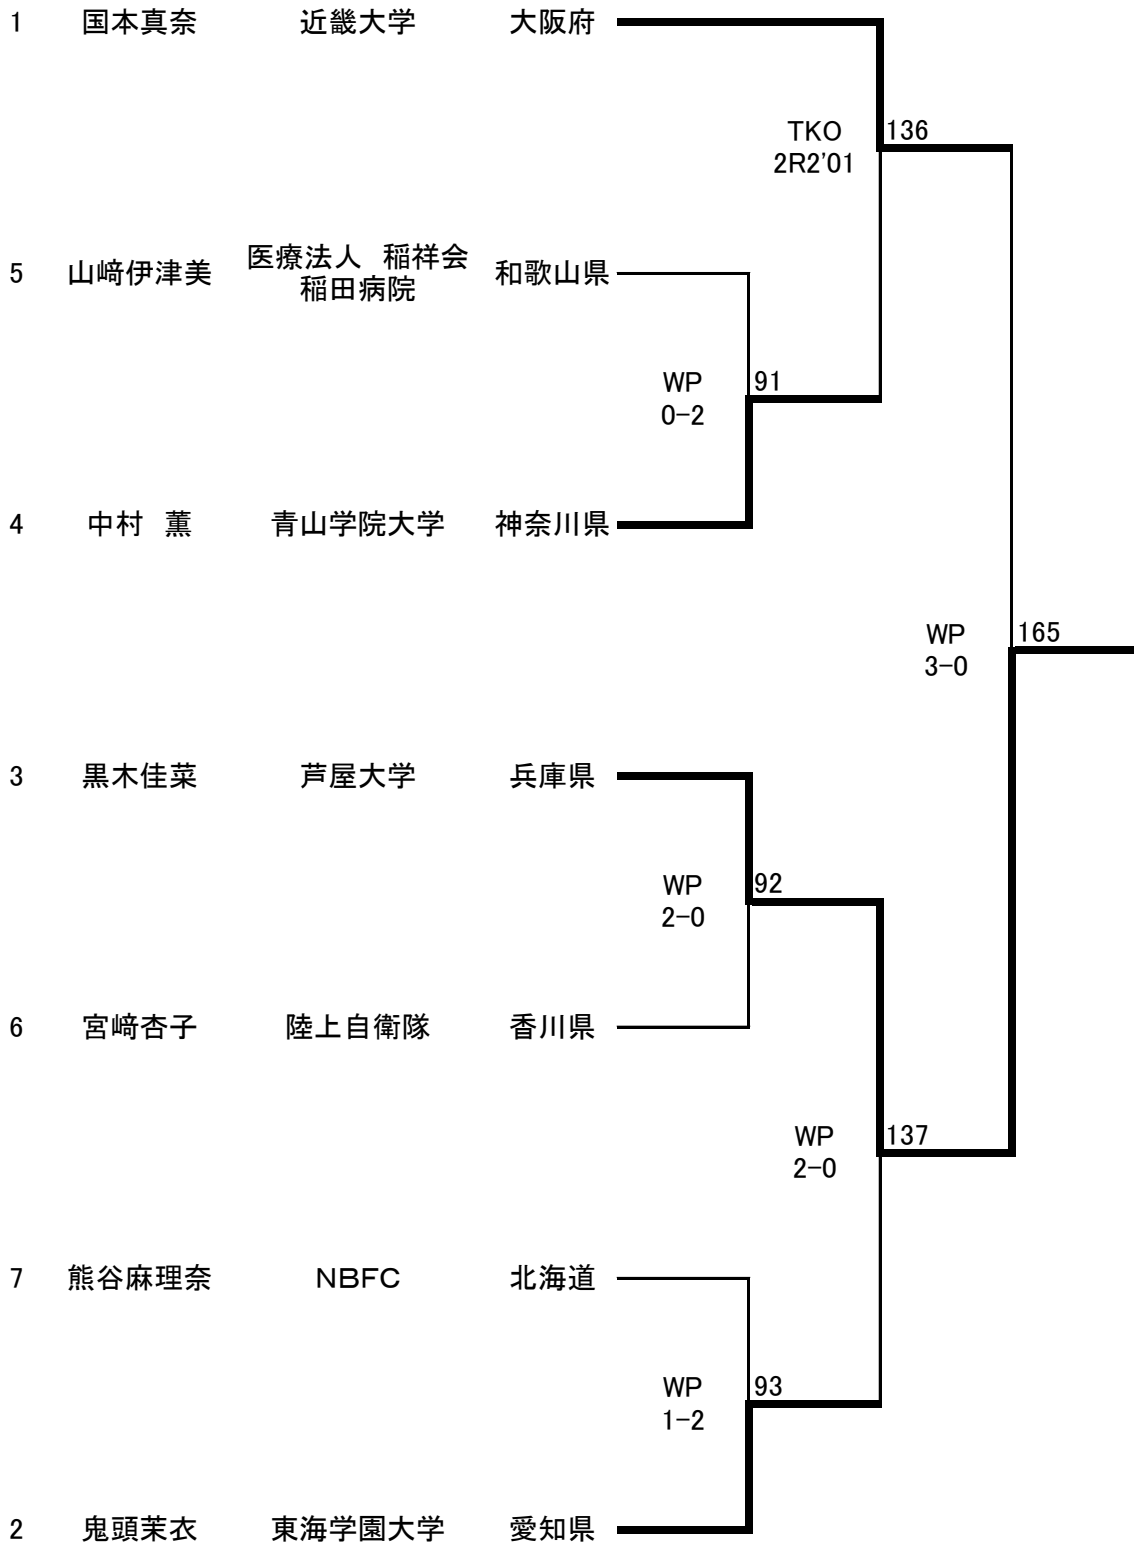 1 国本真奈 近畿大学 大阪府
TKO 136
2R2'01
医療法人 稲祥会
5 山﨑伊津美 和歌山県
稲田病院
WP 91
0-2
4 中村 薫 青山学院大学 神奈川県
WP 165
3-0
3 黒木佳菜 芦屋大学 兵庫県
WP 92
2-0
6 宮﨑杏子 陸上自衛隊 香川県
WP 137
2-0
7 熊谷麻理奈 NBFC 北海道
WP 93
1-2
2 鬼頭茉衣 東海学園大学 愛知県